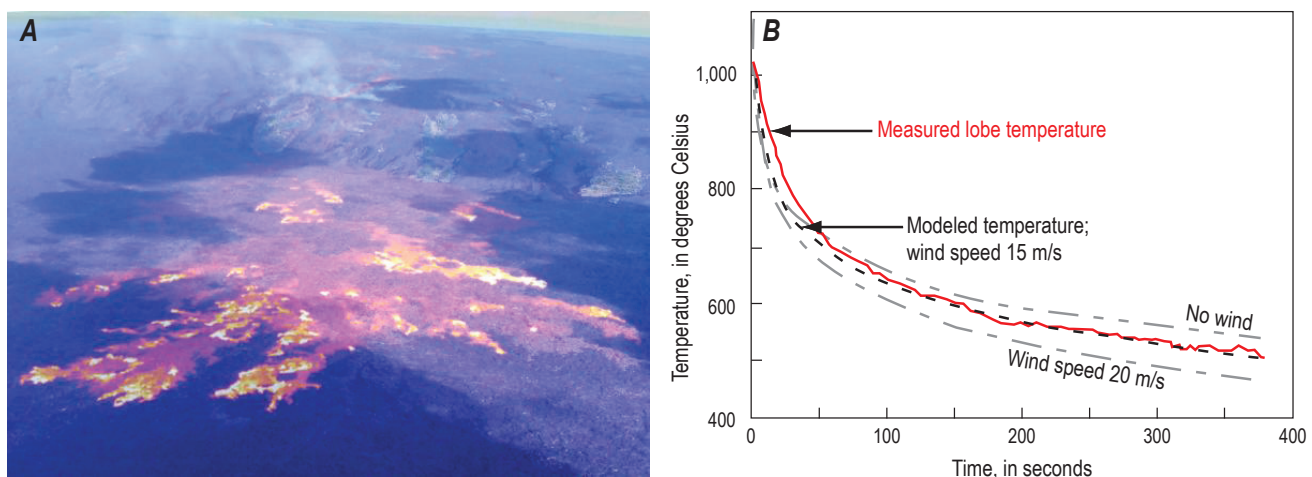 A
B
Temperature, in degrees Celsius
1,000
800
600
400
Measured lobe temperature
Modeled temperature;
wind speed 15 m/s
No wind
Wind speed 20 m/s
0
100
200
300
400
Time, in seconds